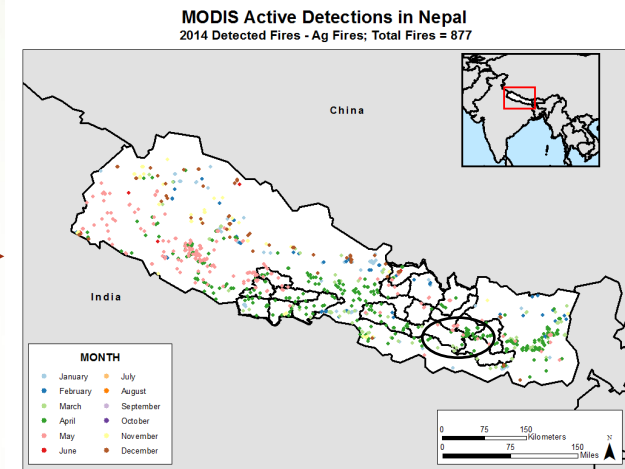 MODIS Active Detections in Nepal
2014 Detected Fires - Ag Fires; Total Fires = 877
China
India
MONTH
January
February
March
April
May
June
July
August
September
October
November
December
0 75 150
Kilometers
0 75 150
Miles
N